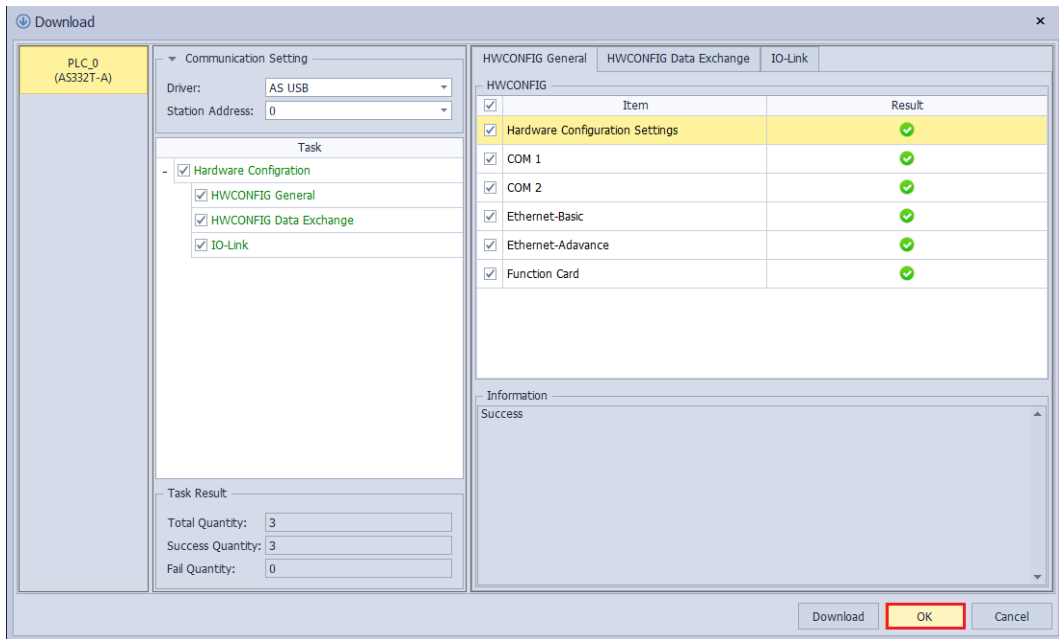 Download
PLC_0
(AS332T-A)
Communication Setting
Driver: AS USB
Station Address: 0
Task
Hardware Configration
HWCONFIG General
HWCONFIG Data Exchange
IO-Link
Task Result
Total Quantity: 3
Success Quantity: 3
Fail Quantity: 0
HWCONFIG General HWCONFIG Data Exchange IO-Link
HWCONFIG
Item Result
Hardware Configuration Settings
COM 1
COM 2
Ethernet-Basic
Ethernet-Adavance
Function Card
Information
Success
Download OK Cancel